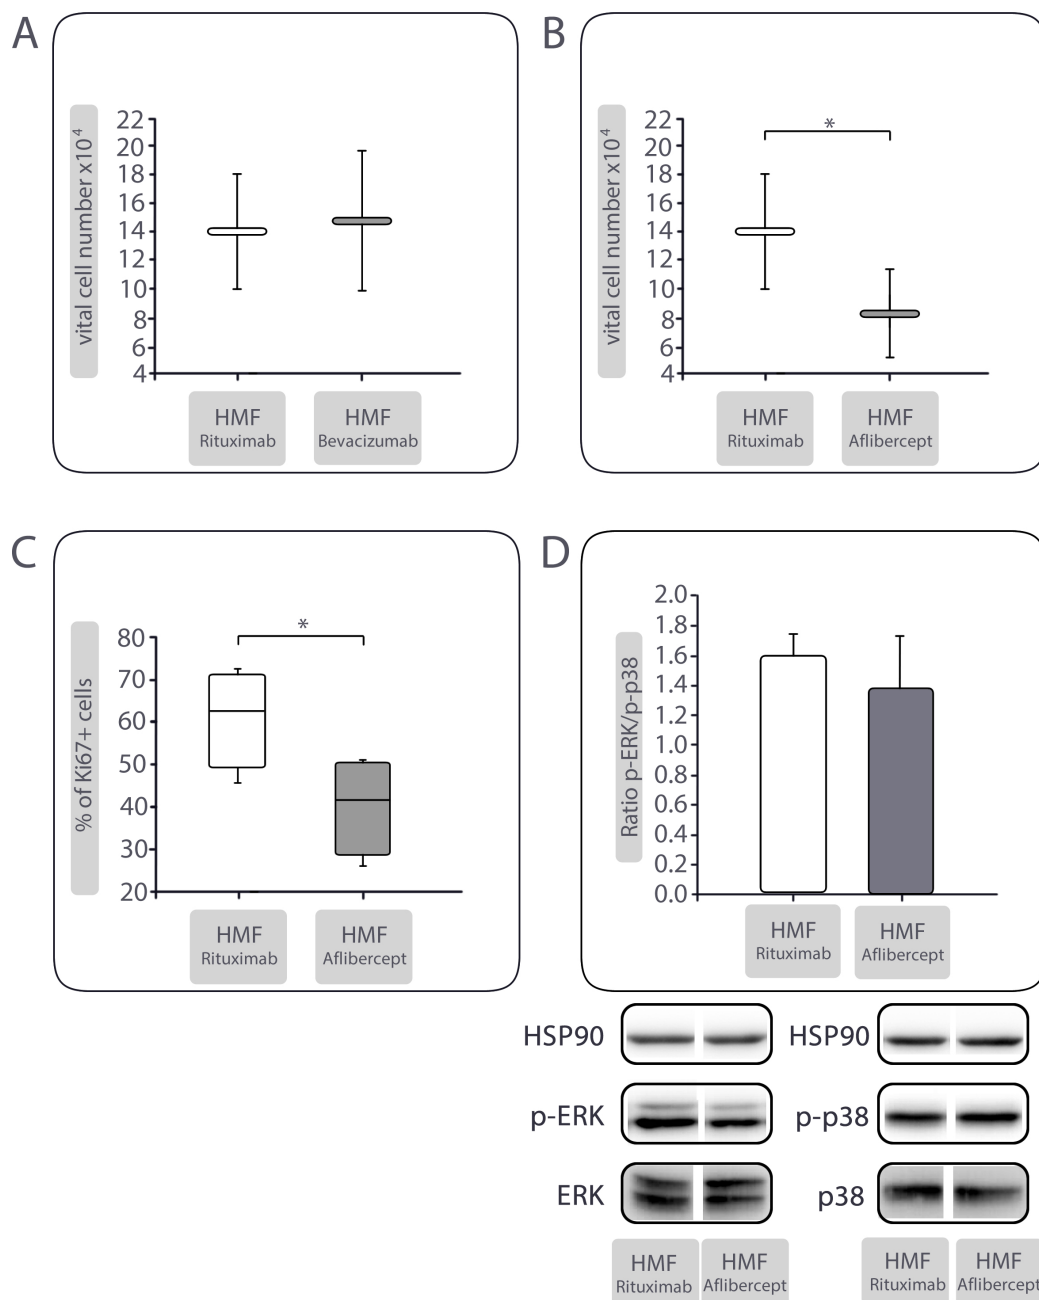 A
vital cell number x10⁴
22
20
18
16
14
12
10
8
6
4
HMF
Rituximab
HMF
Bevacizumab
B
vital cell number x10⁴
22
20
18
16
14
12
10
8
6
4
*
HMF
Rituximab
HMF
Aflibercept
C
% of Ki67+ cells
80
70
60
50
40
30
20
*
HMF
Rituximab
HMF
Aflibercept
D
Ratio p-ERK/p-p38
2.0
1.8
1.6
1.4
1.2
1.0
0.8
0.6
0.4
0.2
0.0
HMF
Rituximab
HMF
Aflibercept
HSP90
p-ERK
ERK
HMF
Rituximab
HMF
Aflibercept
HSP90
p-p38
p38
HMF
Rituximab
HMF
Aflibercept